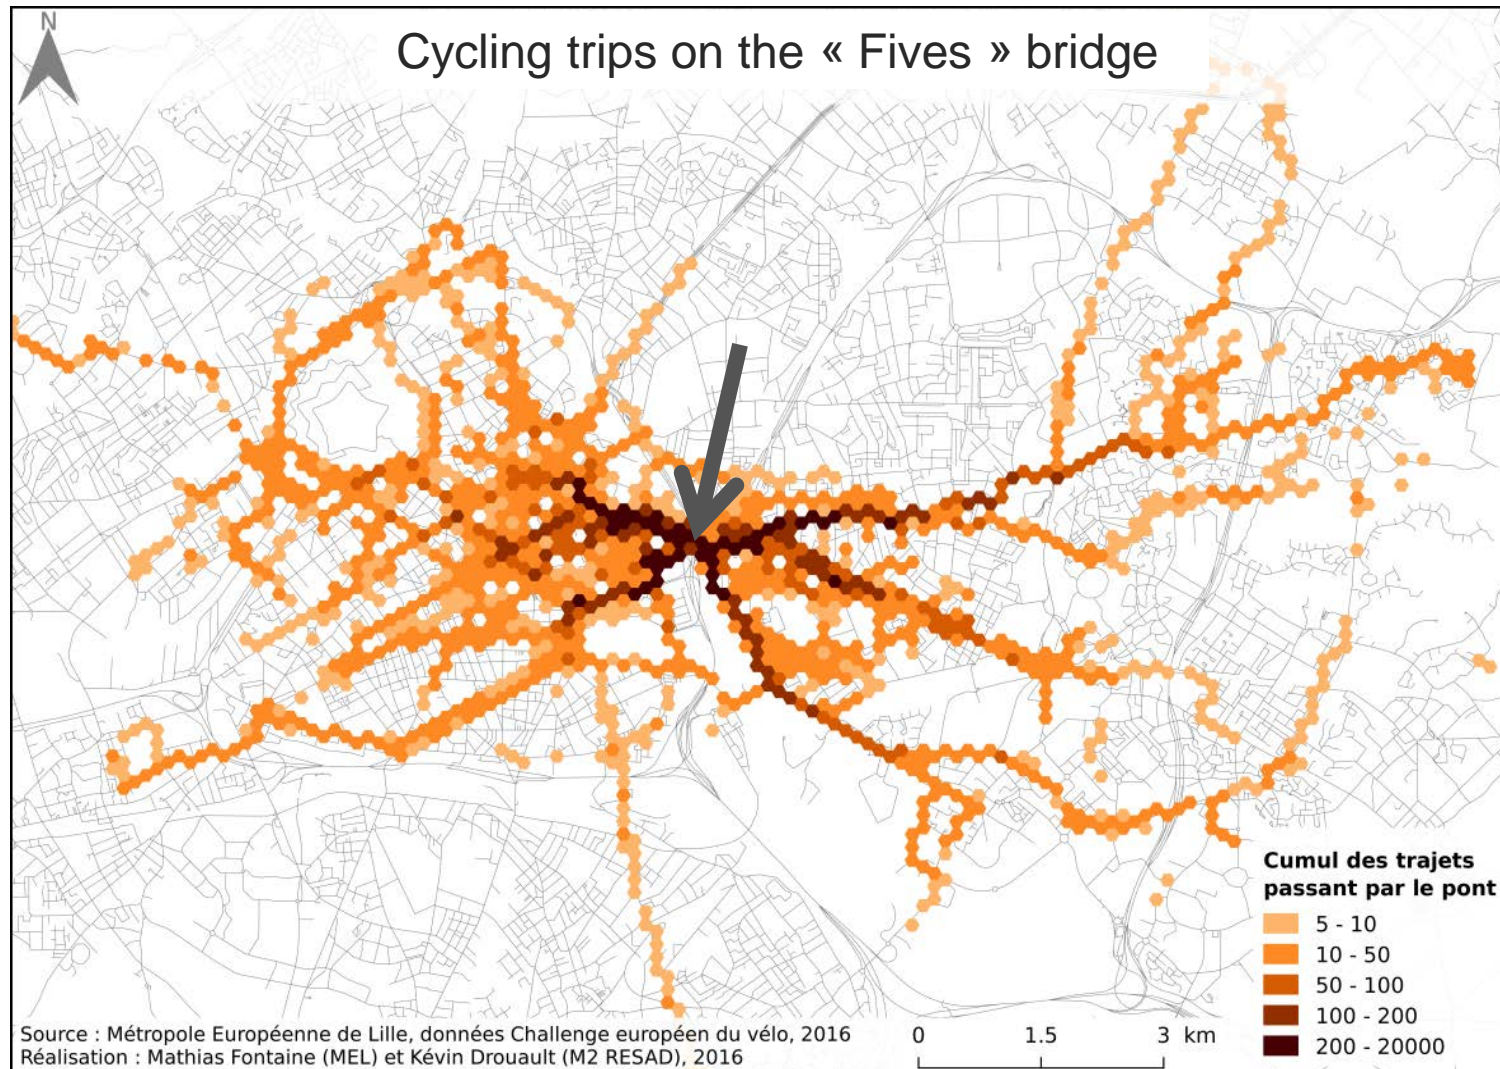 N
Cycling trips on the « Fives » bridge
Cumul des trajets
passant par le pont
5 - 10
10 - 50
50 - 100
100 - 200
200 - 20000
Source : Métropole Européenne de Lille, données Challenge européen du vélo, 2016
Réalisation : Mathias Fontaine (MEL) et Kévin Drouault (M2 RESAD), 2016
0 1.5 3 km